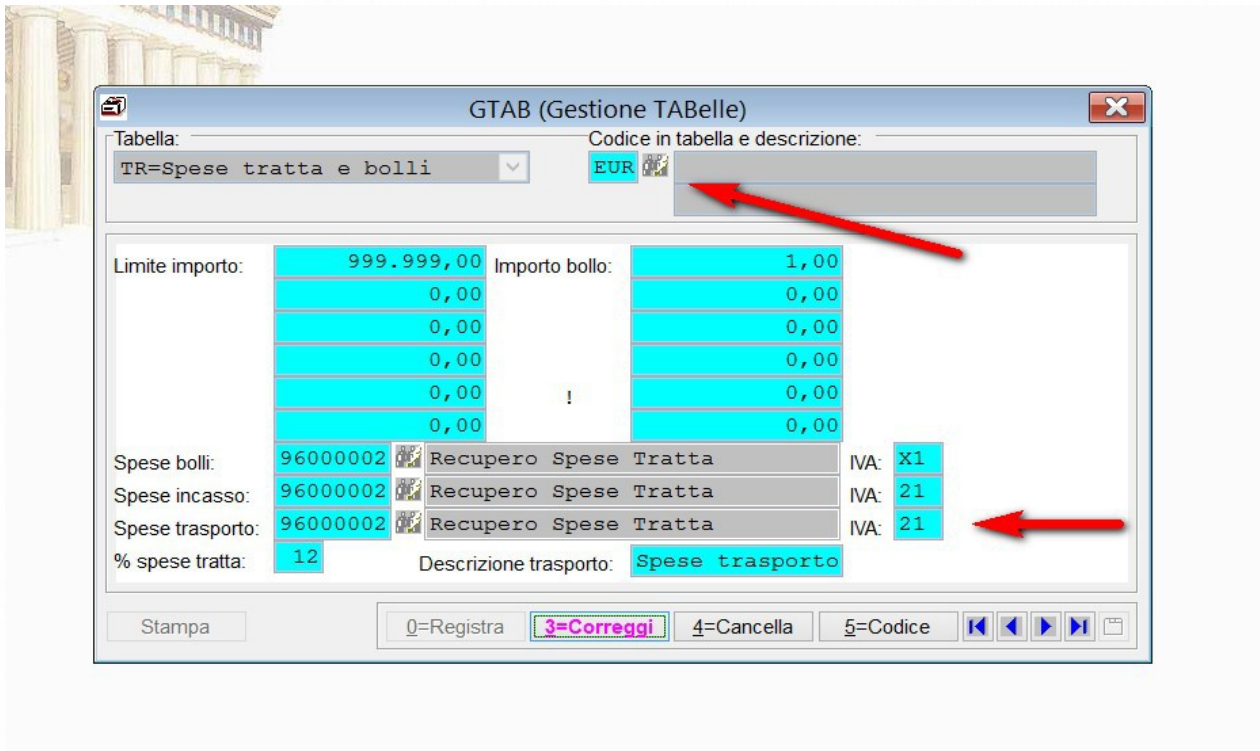 GTAB (Gestione TABelle)
Tabella: Codice in tabella e descrizione:
TR=Spese tratta e bolli EUR
Limite importo: 999.999,00 Importo bollo: 1,00
0,00 0,00
0,00 0,00
0,00 0,00
0,00 ! 0,00
0,00 0,00
Spese bolli: 96000002 Recupero Spese Tratta IVA: X1
Spese incasso: 96000002 Recupero Spese Tratta IVA: 21
Spese trasporto: 96000002 Recupero Spese Tratta IVA: 21
% spese tratta: 12 Descrizione trasporto: Spese trasporto
Stampa 0=Registra 3=Correggi 4=Cancella 5=Codice